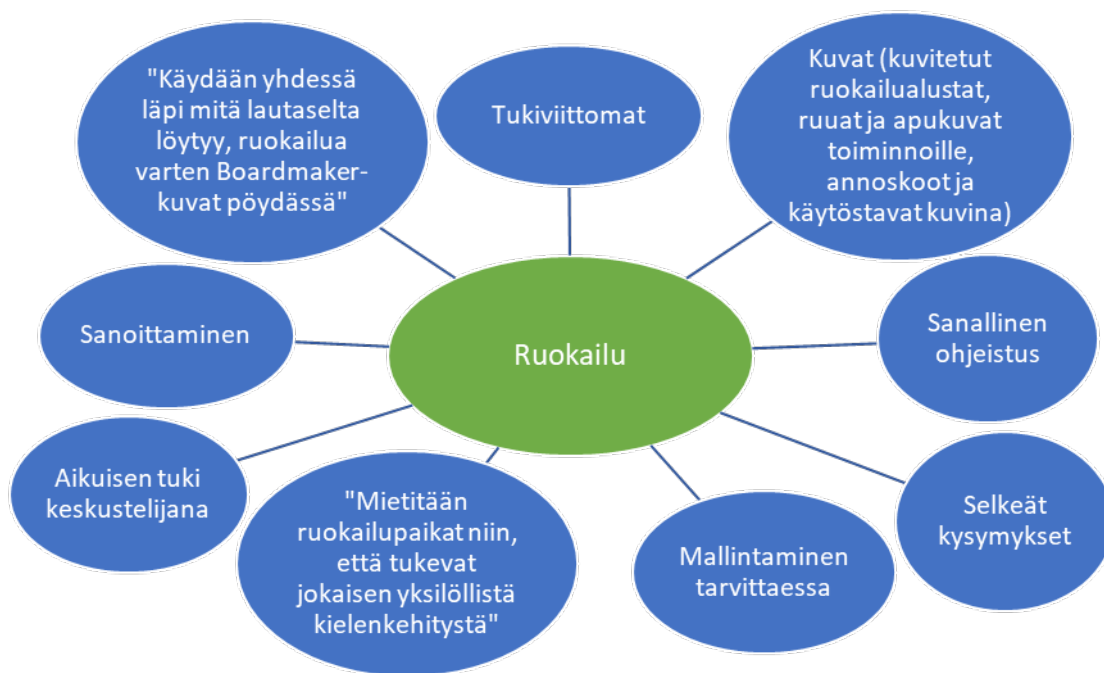 "Käydään yhdessä
läpi mitä lautaselta
löytyy, ruokailua
varten Boardmaker-
kuvat pöydässä"
Tukiviittomat
Kuvat (kuvitetut
ruokailualustat,
ruuat ja apukuvat
toiminnoille,
annoskoot ja
käytöstavat kuvina)
Sanoittaminen
Ruokailu
Sanallinen
ohjeistus
Aikuisen tuki
keskustelijana
"Mietitään
ruokailupaikat niin,
että tukevat
jokaisen yksilöllistä
kielenkehitystä"
Mallintaminen
tarvittaessa
Selkeät
kysymykset